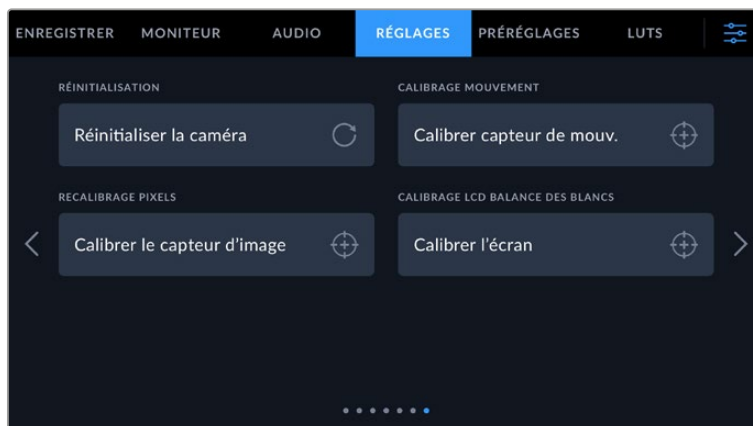 ENREGISTRER MONITEUR AUDIO RÉGLAGES PRÉRÉGLAGES LUTS
RÉINITIALISATION CALIBRAGE MOUVEMENT
Réinitialiser la caméra Calibrer capteur de mouv.
RECALIBRAGE PIXELS CALIBRAGE LCD BALANCE DES BLANCS
Calibrer le capteur d’image Calibrer l’écran